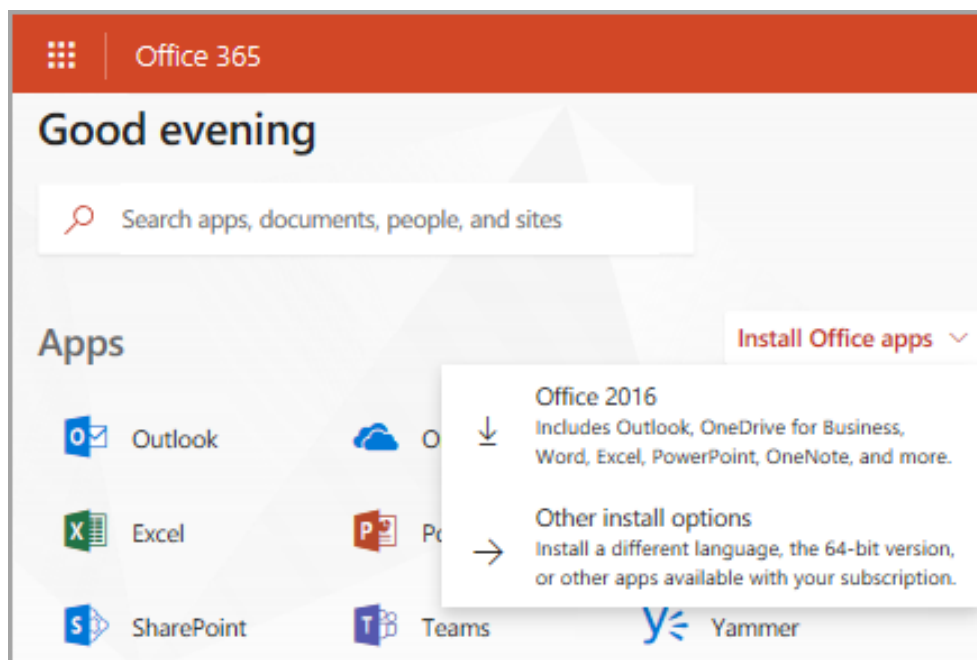 Office 365
Good evening
Search apps, documents, people, and sites
Apps
Install Office apps
Office 2016
Includes Outlook, OneDrive for Business,
Word, Excel, PowerPoint, OneNote, and more.
Other install options
Install a different language, the 64-bit version,
or other apps available with your subscription.
Outlook
O
Excel
SharePoint
Teams
Yammer